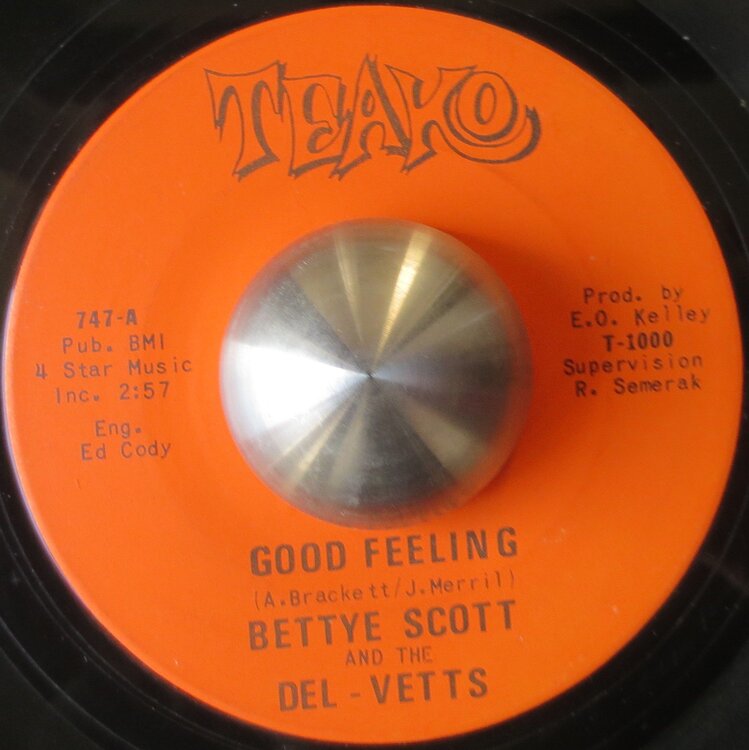 TEAKO
747-A
Pub. BMI
4 Star Music
Inc. 2:57
Eng.
Ed Cody
Prod. by
E.O. Kelley
T-1000
Supervision
R. Semerak
GOOD FEELING
(A.Brackett/J.Merril)
BETTYE SCOTT
AND THE
DEL-VETTS